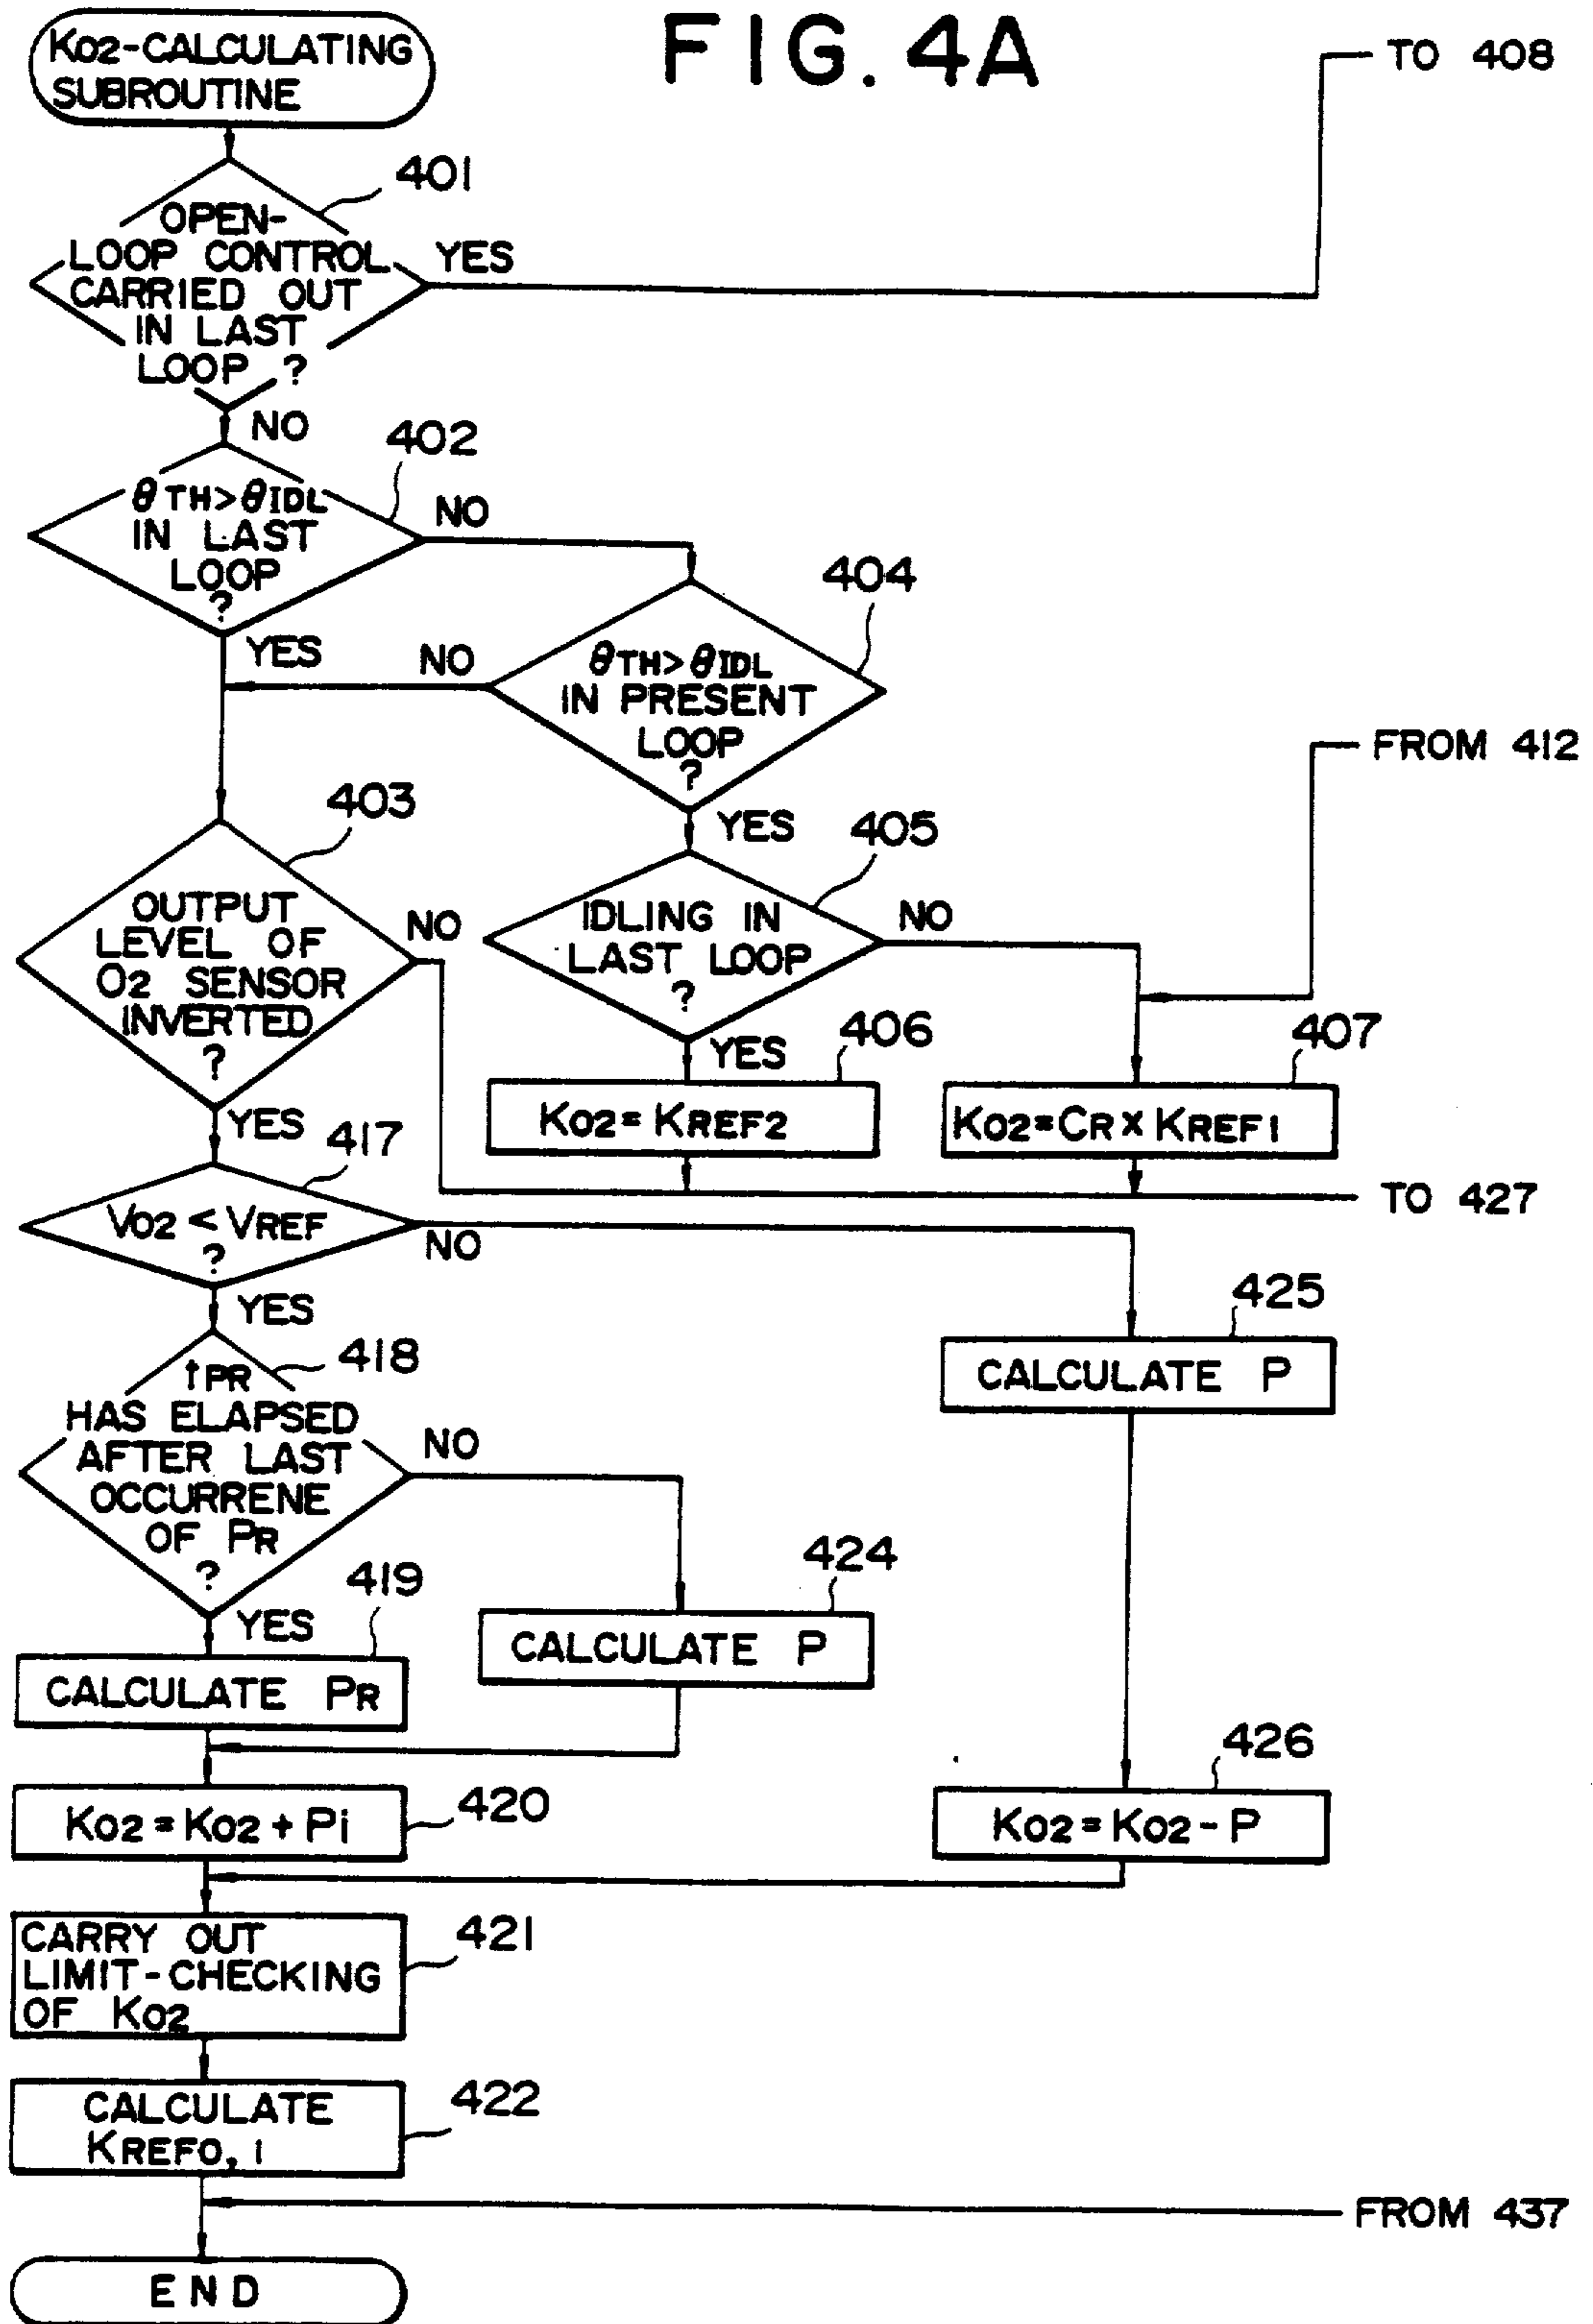 FIG. 4A
KO2-CALCULATING
SUBROUTINE
TO 408
401
OPEN-
LOOP CONTROL
CARRIED OUT
IN LAST
LOOP ?
YES
NO
402
θTH>θIDL
IN LAST
LOOP
?
NO
YES
404
θTH>θIDL
IN PRESENT
LOOP
?
NO
YES
FROM 412
403
OUTPUT
LEVEL OF
O2 SENSOR
INVERTED
?
NO
YES
405
IDLING IN
LAST LOOP
?
NO
YES
406
KO2=KREF2
407
KO2=CR×KREF1
TO 427
417
VO2<VREF
?
NO
YES
418
tPR
HAS ELAPSED
AFTER LAST
OCCURRENE
OF PR
?
NO
YES
425
CALCULATE P
424
CALCULATE P
419
CALCULATE PR
420
KO2=KO2+Pi
426
KO2=KO2-P
421
CARRY OUT
LIMIT-CHECKING
OF KO2
422
CALCULATE
KREF0, 1
FROM 437
END